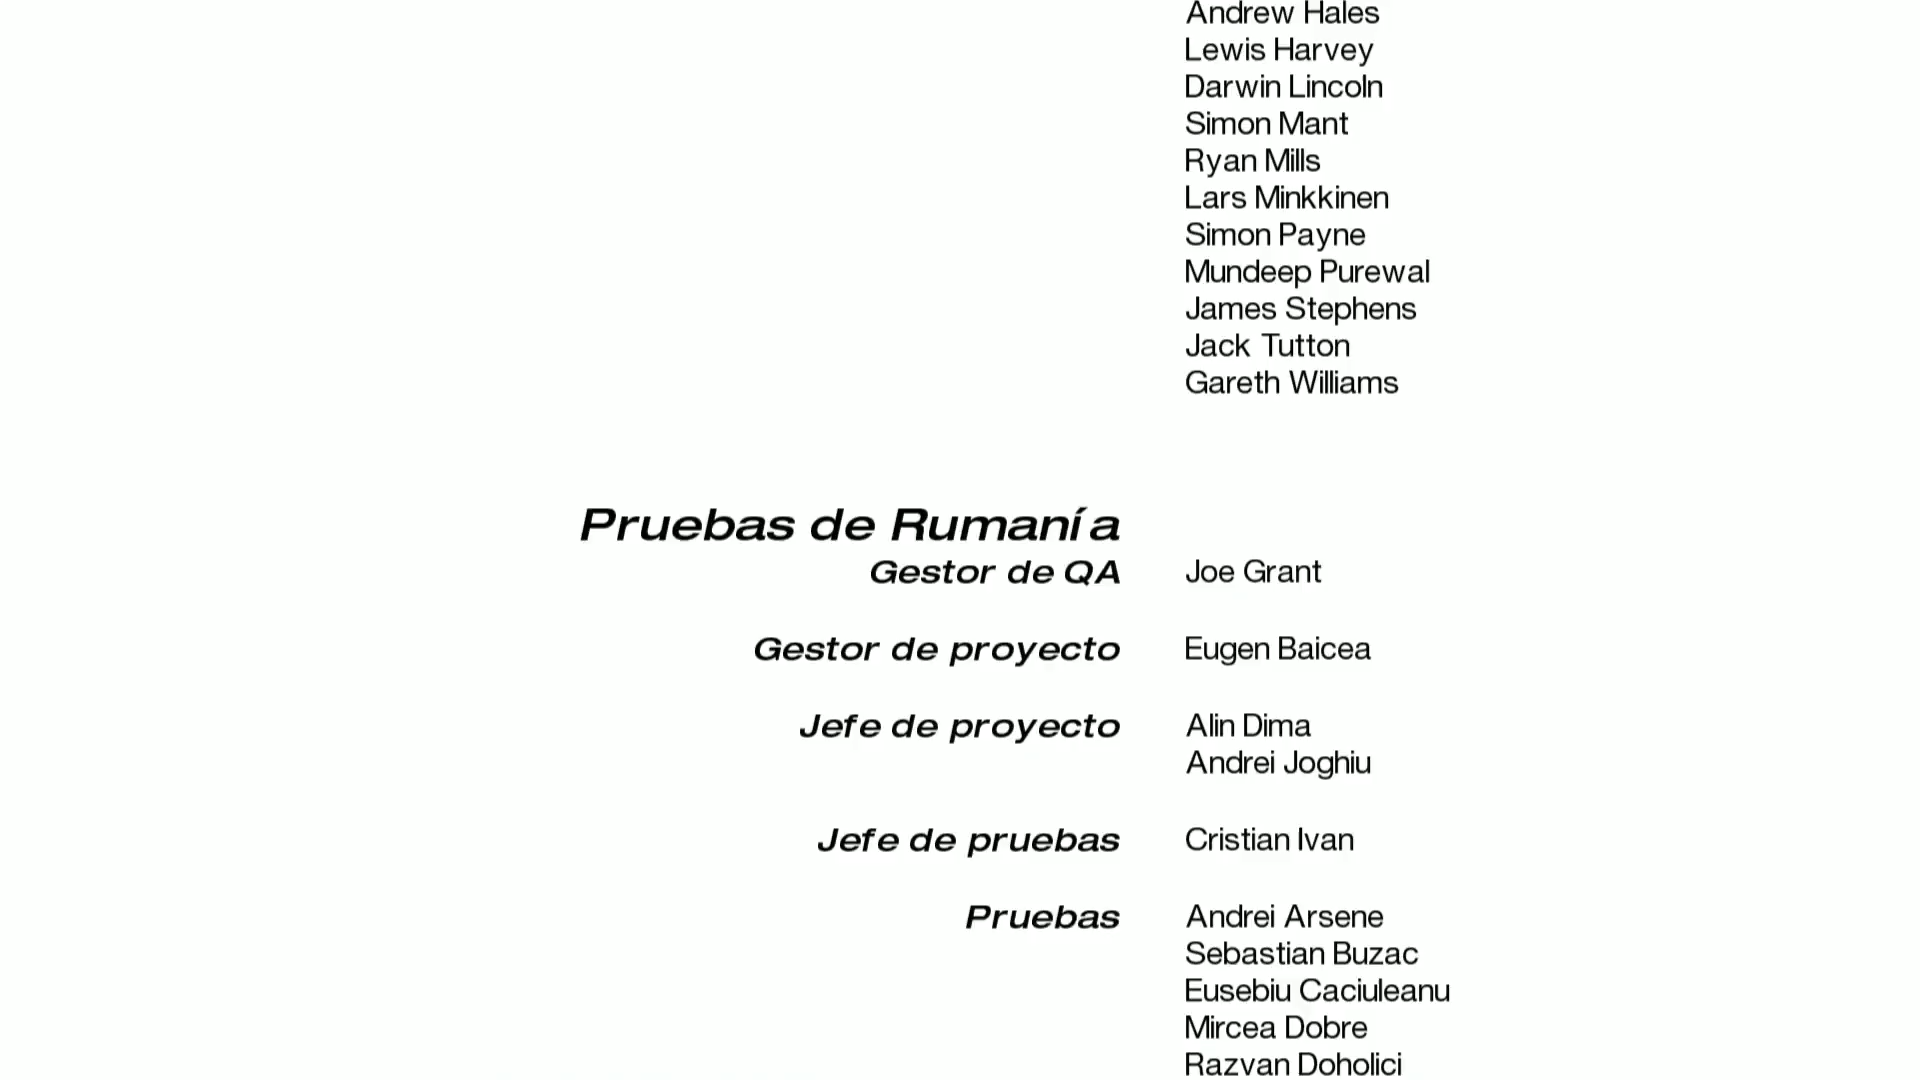 Andrew Hales
Lewis Harvey
Darwin Lincoln
Simon Mant
Ryan Mills
Lars Minkkinen
Simon Payne
Mundeep Purewal
James Stephens
Jack Tutton
Gareth Williams
Pruebas de Rumanía
Gestor de QA Joe Grant
Gestor de proyecto Eugen Baicea
Jefe de proyecto Alin Dima
Andrei Joghiu
Jefe de pruebas Cristian Ivan
Pruebas Andrei Arsene
Sebastian Buzac
Eusebiu Caciuleanu
Mircea Dobre
Razvan Doholici